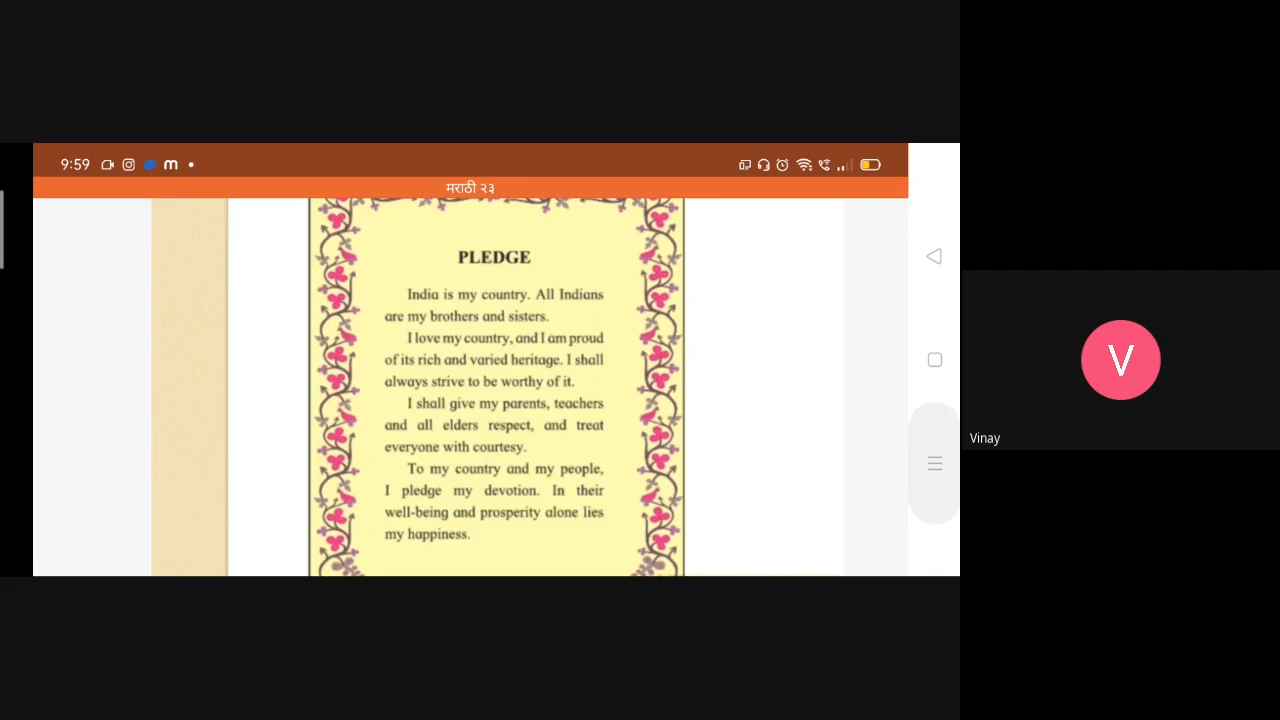 9:59
मराठी २३
PLEDGE
India is my country. All Indians
are my brothers and sisters.
I love my country, and I am proud
of its rich and varied heritage. I shall
always strive to be worthy of it.
I shall give my parents, teachers
and all elders respect, and treat
everyone with courtesy.
To my country and my people,
I pledge my devotion. In their
well-being and prosperity alone lies
my happiness.
V
Vinay